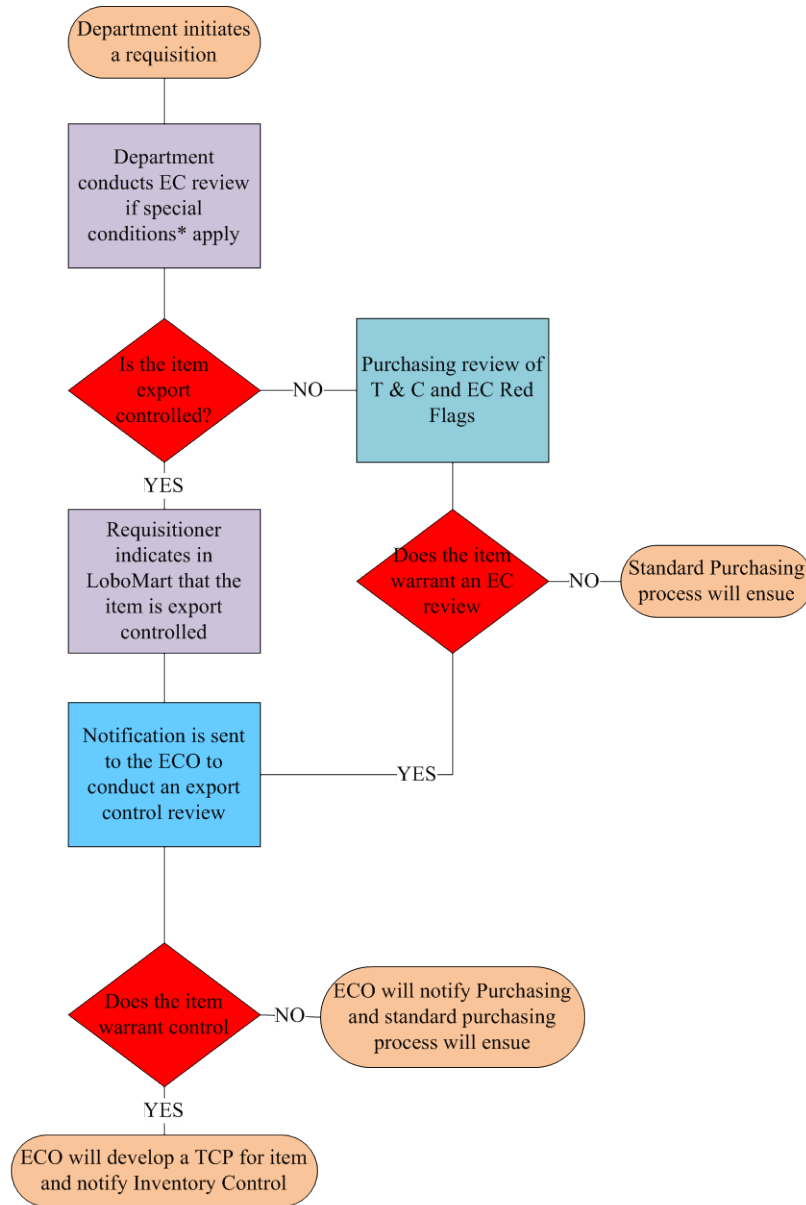 Department initiates
a requisition
Department
conducts EC review
if special
conditions* apply
Is the item
export
controlled?
NO
Purchasing review of
T & C and EC Red
Flags
YES
Requisitioner
indicates in
LoboMart that the
item is export
controlled
Does the item
warrant an EC
review
NO
Standard Purchasing
process will ensue
Notification is sent
to the ECO to
conduct an export
control review
YES
Does the item
warrant control
NO
ECO will notify Purchasing
and standard purchasing
process will ensue
YES
ECO will develop a TCP for item
and notify Inventory Control